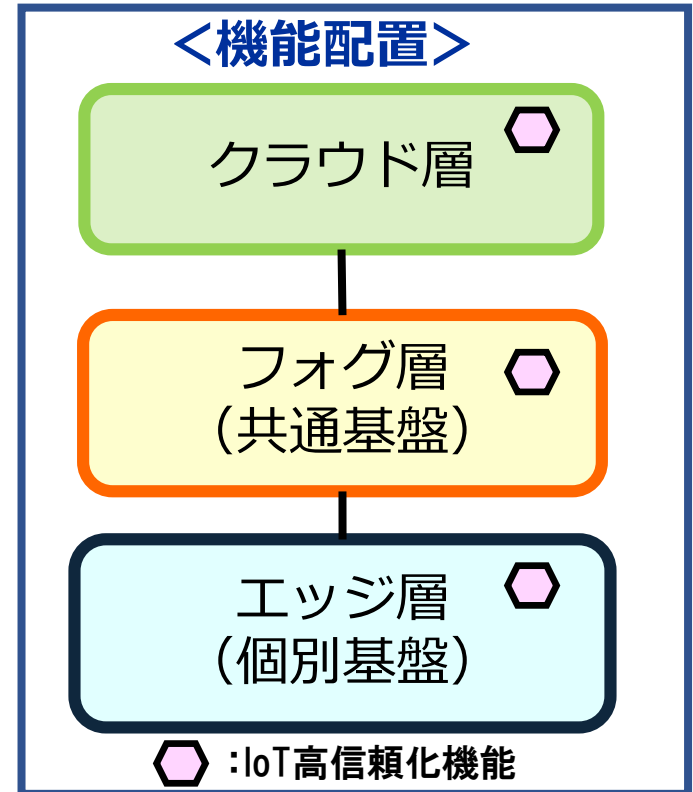 ＜機能配置＞
クラウド層
フォグ層
（共通基盤）
エッジ層
（個別基盤）
：IoT高信頼化機能